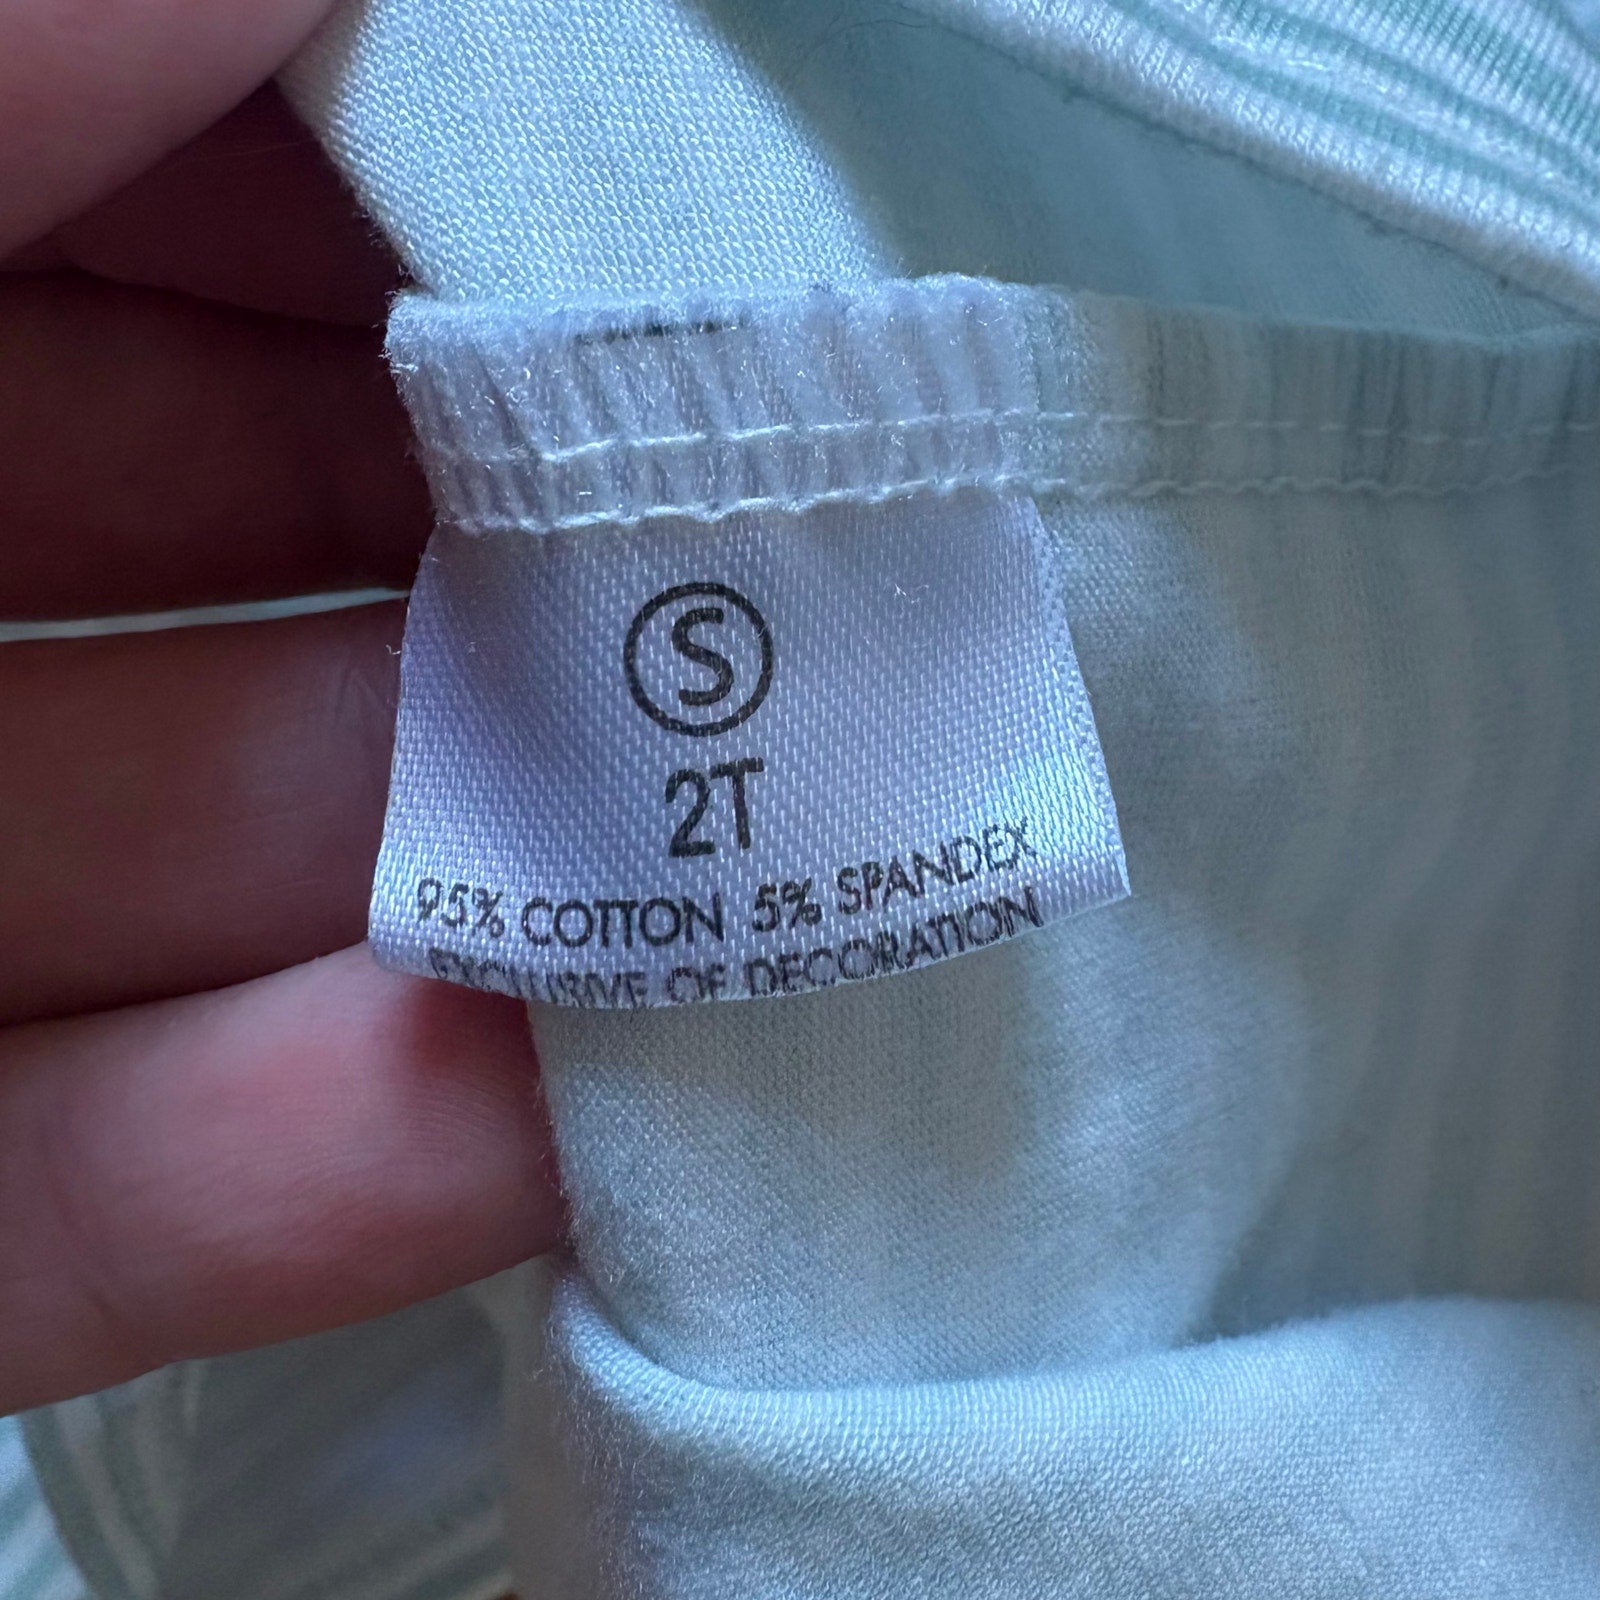 S
2T
95% COTTON 5% SPANDEX
EXCLUSIVE OF DECORATION